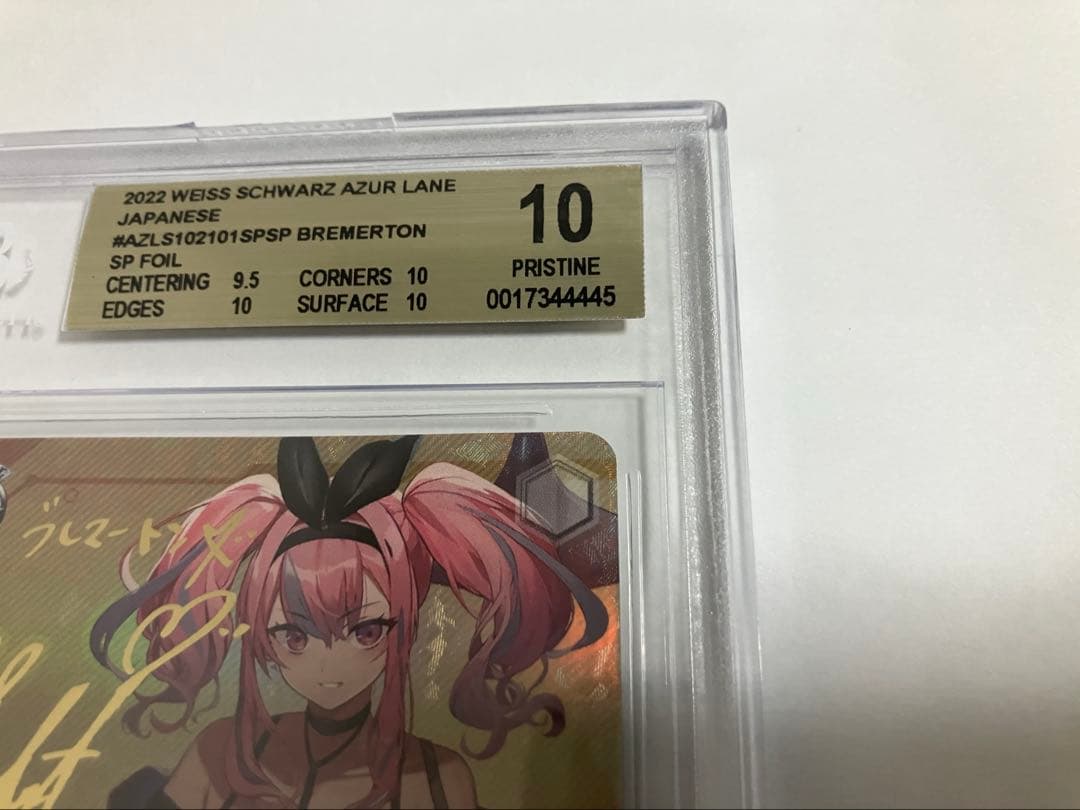 2022 WEISS SCHWARZ AZUR LANE
JAPANESE
#AZLS102101SPSP BREMERTON
SP FOIL
CENTERING 9.5 CORNERS 10
EDGES 10 SURFACE 10
10
PRISTINE
0017344445
ブレマートン